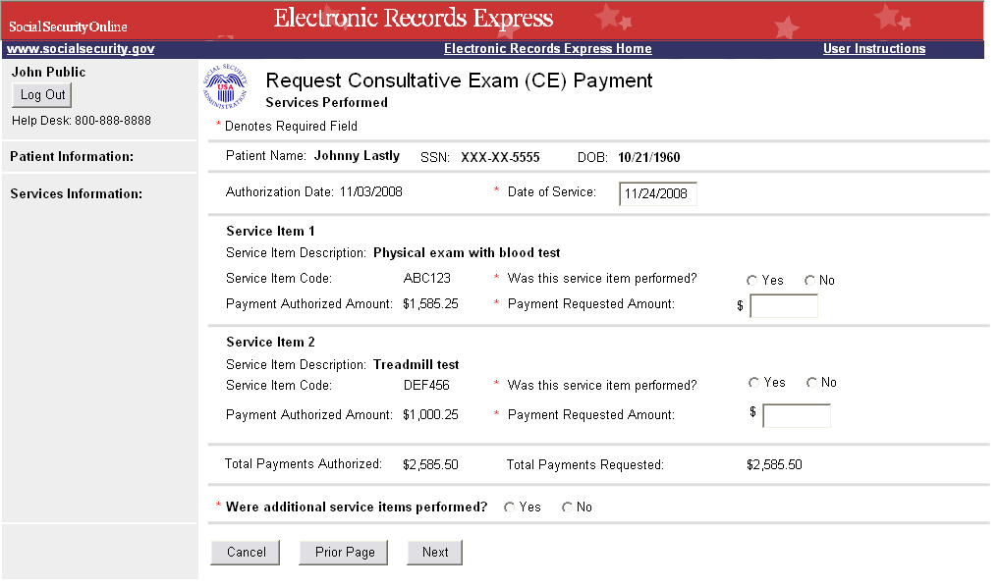 Social Security Online
Electronic Records Express
www.socialsecurity.gov Electronic Records Express Home User Instructions
John Public
Log Out
Help Desk: 800-888-8888
Patient Information:
Services Information:
SOCIAL SECURITY ADMINISTRATION
USA
Request Consultative Exam (CE) Payment
Services Performed
* Denotes Required Field
Patient Name: Johnny Lastly SSN: XXX-XX-5555 DOB: 10/21/1960
Authorization Date: 11/03/2008 * Date of Service: 11/24/2008
Service Item 1
Service Item Description: Physical exam with blood test
Service Item Code: ABC123 * Was this service item performed? Yes No
Payment Authorized Amount: $1,585.25 * Payment Requested Amount: $
Service Item 2
Service Item Description: Treadmill test
Service Item Code: DEF456 * Was this service item performed? Yes No
Payment Authorized Amount: $1,000.25 * Payment Requested Amount: $
Total Payments Authorized: $2,585.50 Total Payments Requested: $2,585.50
* Were additional service items performed? Yes No
Cancel Prior Page Next